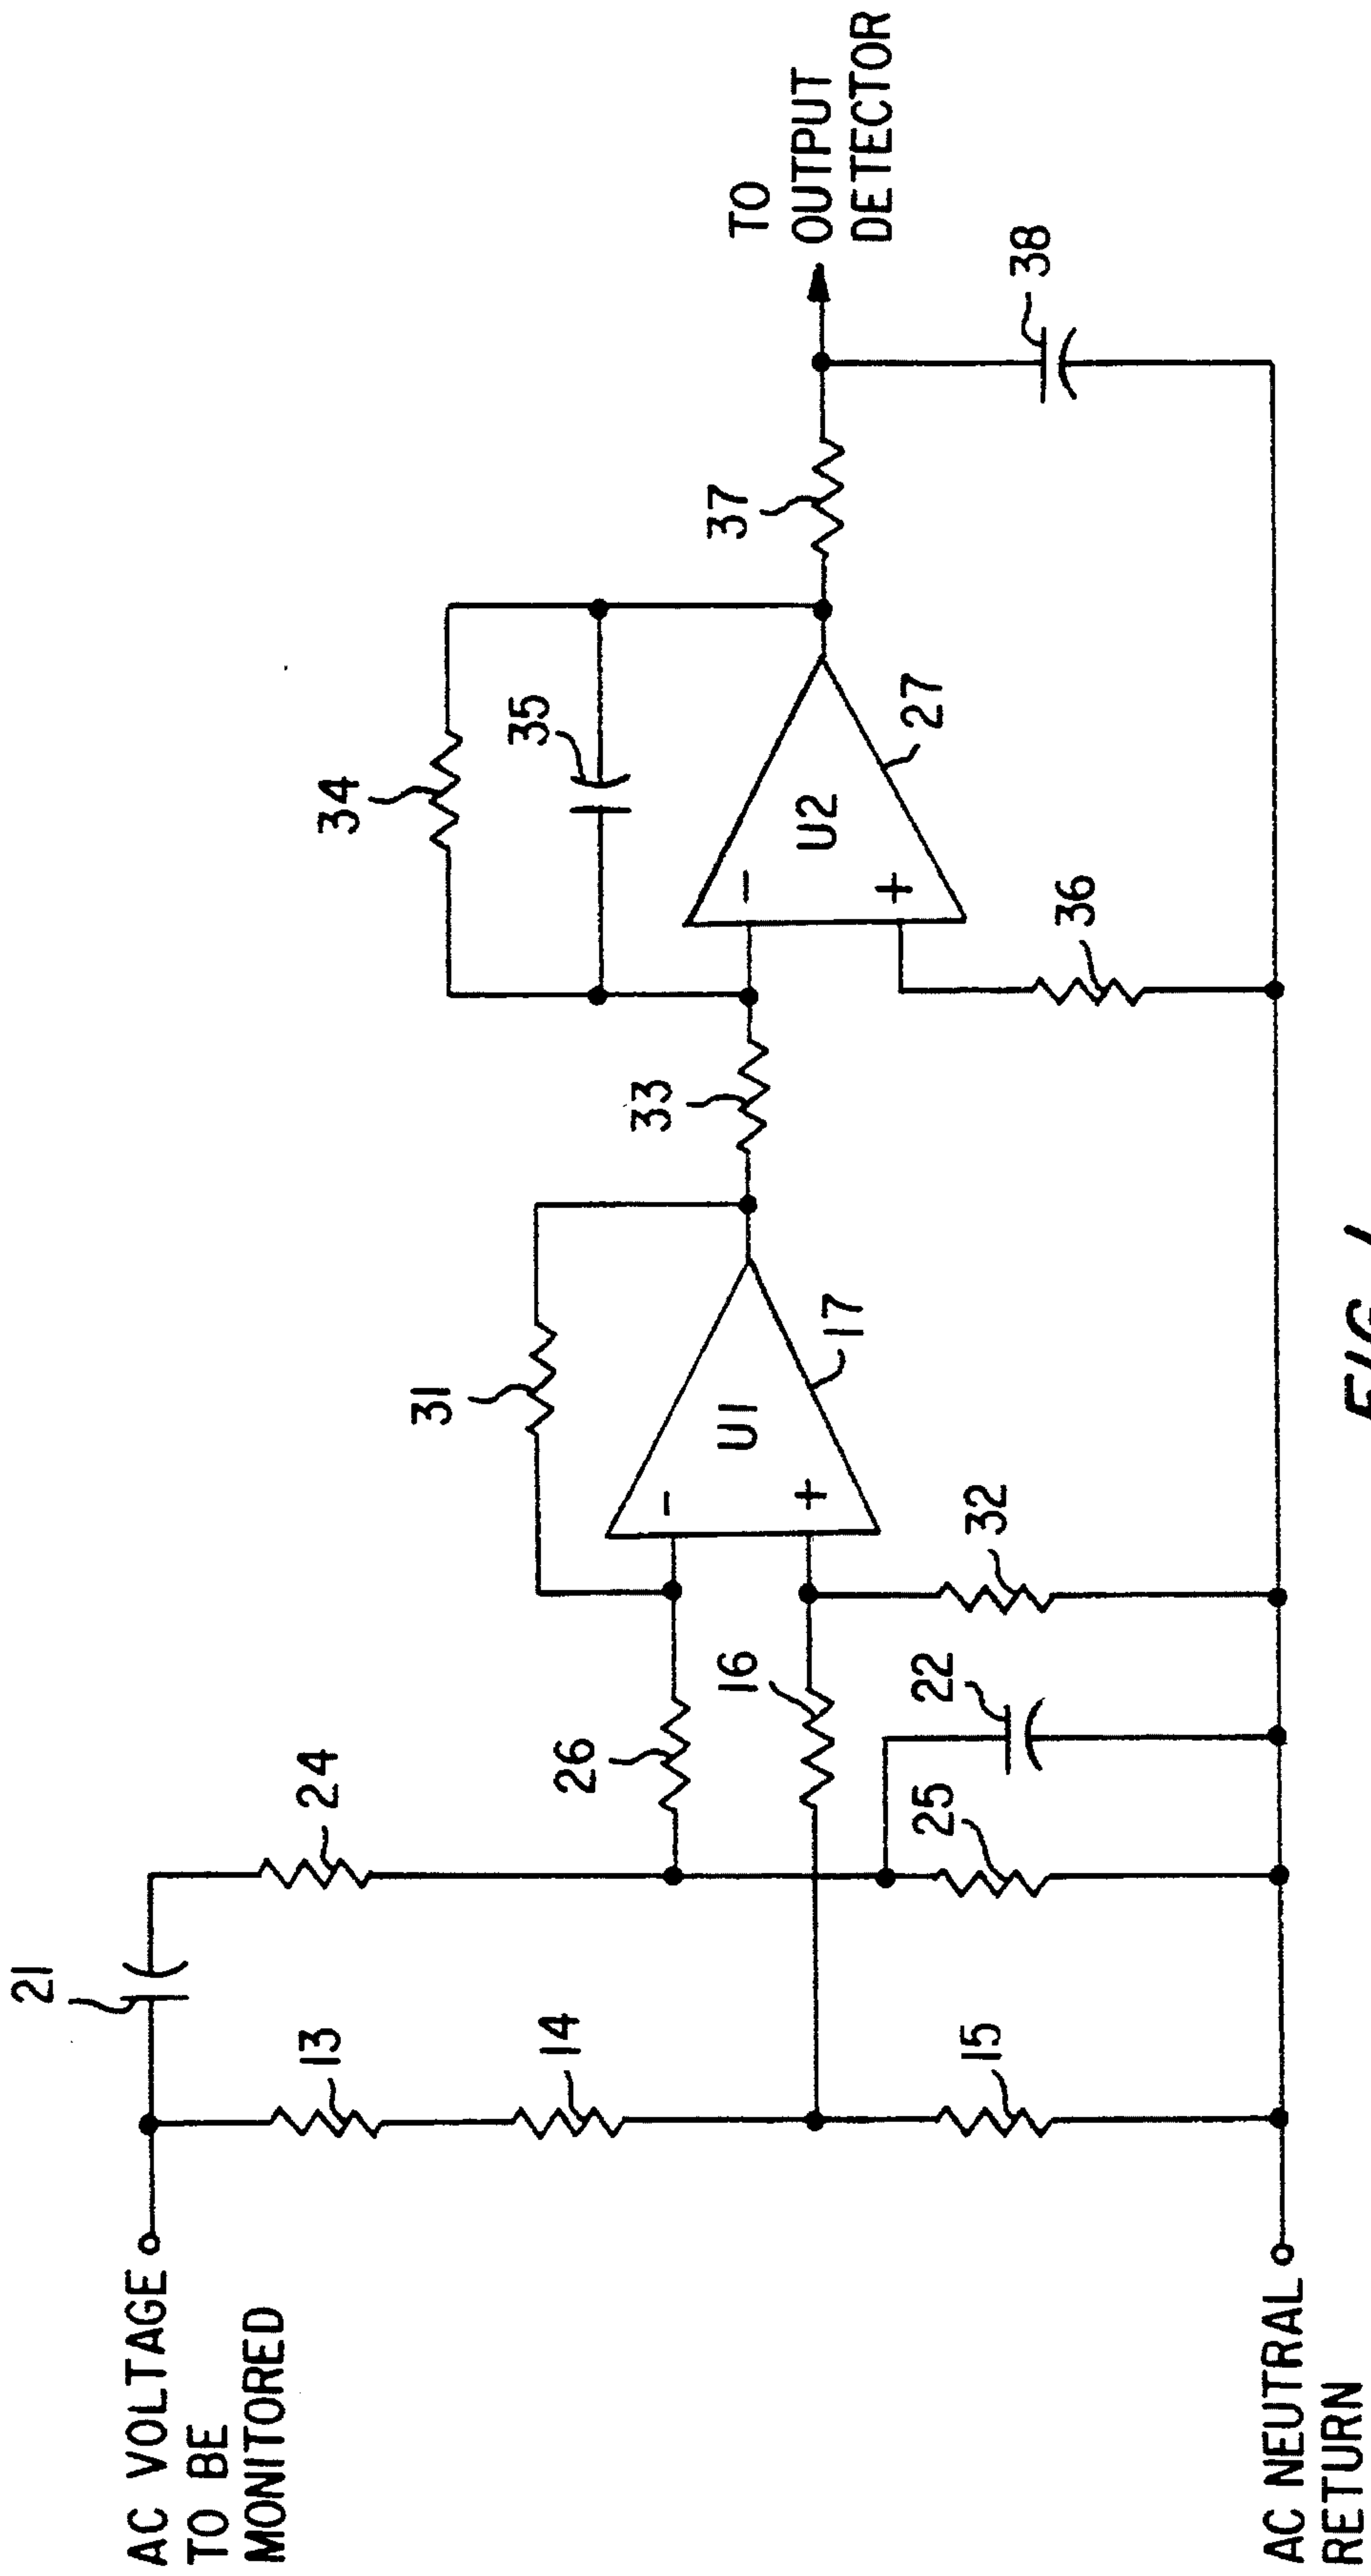 AC VOLTAGE
TO BE
MONITORED
21
13
14
15
24
26
16
25
22
32
31
-
+
U1
17
33
34
35
-
+
U2
27
36
37
38
TO
OUTPUT
DETECTOR
AC NEUTRAL
RETURN